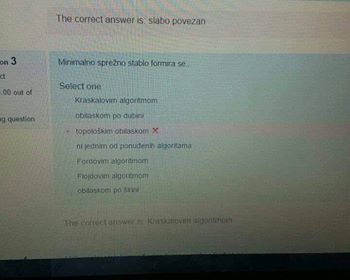 The correct answer is: slabo povezan
on 3
Minimalno sprežno stablo formira se..
ct
Select one:
.00 out of
Kraskalovim algoritmom
obilaskom po dubini
ng question
topološkim obilaskom ✗
ni jednim od ponuđenih algoritama
Fordovim algoritmom
Flojdovim algoritmom
obilaskom po širini
The correct answer is: Kraskalovim algoritmom